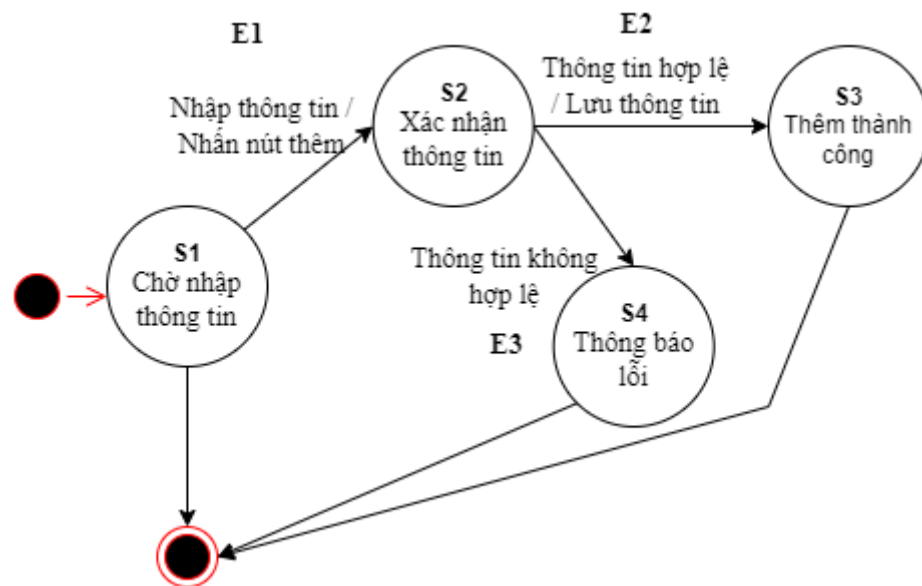 E1
E2
Nhập thông tin /
Nhấn nút thêm
S2
Xác nhận
thông tin
Thông tin hợp lệ
/ Lưu thông tin
S3
Thêm thành
công
S1
Chờ nhập
thông tin
Thông tin không
hợp lệ
E3
S4
Thông báo
lỗi